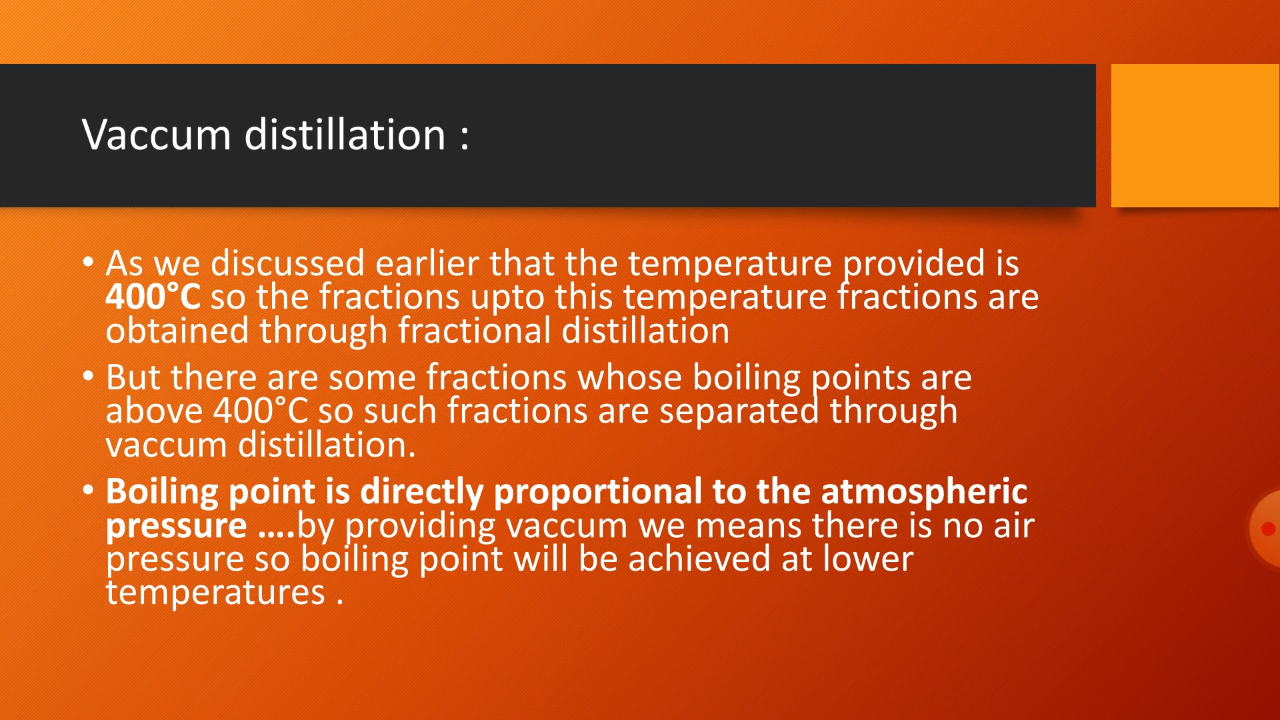 Vaccum distillation :
• As we discussed earlier that the temperature provided is
400°C so the fractions upto this temperature fractions are
obtained through fractional distillation
• But there are some fractions whose boiling points are
above 400°C so such fractions are separated through
vaccum distillation.
• Boiling point is directly proportional to the atmospheric
pressure ….by providing vaccum we means there is no air
pressure so boiling point will be achieved at lower
temperatures .